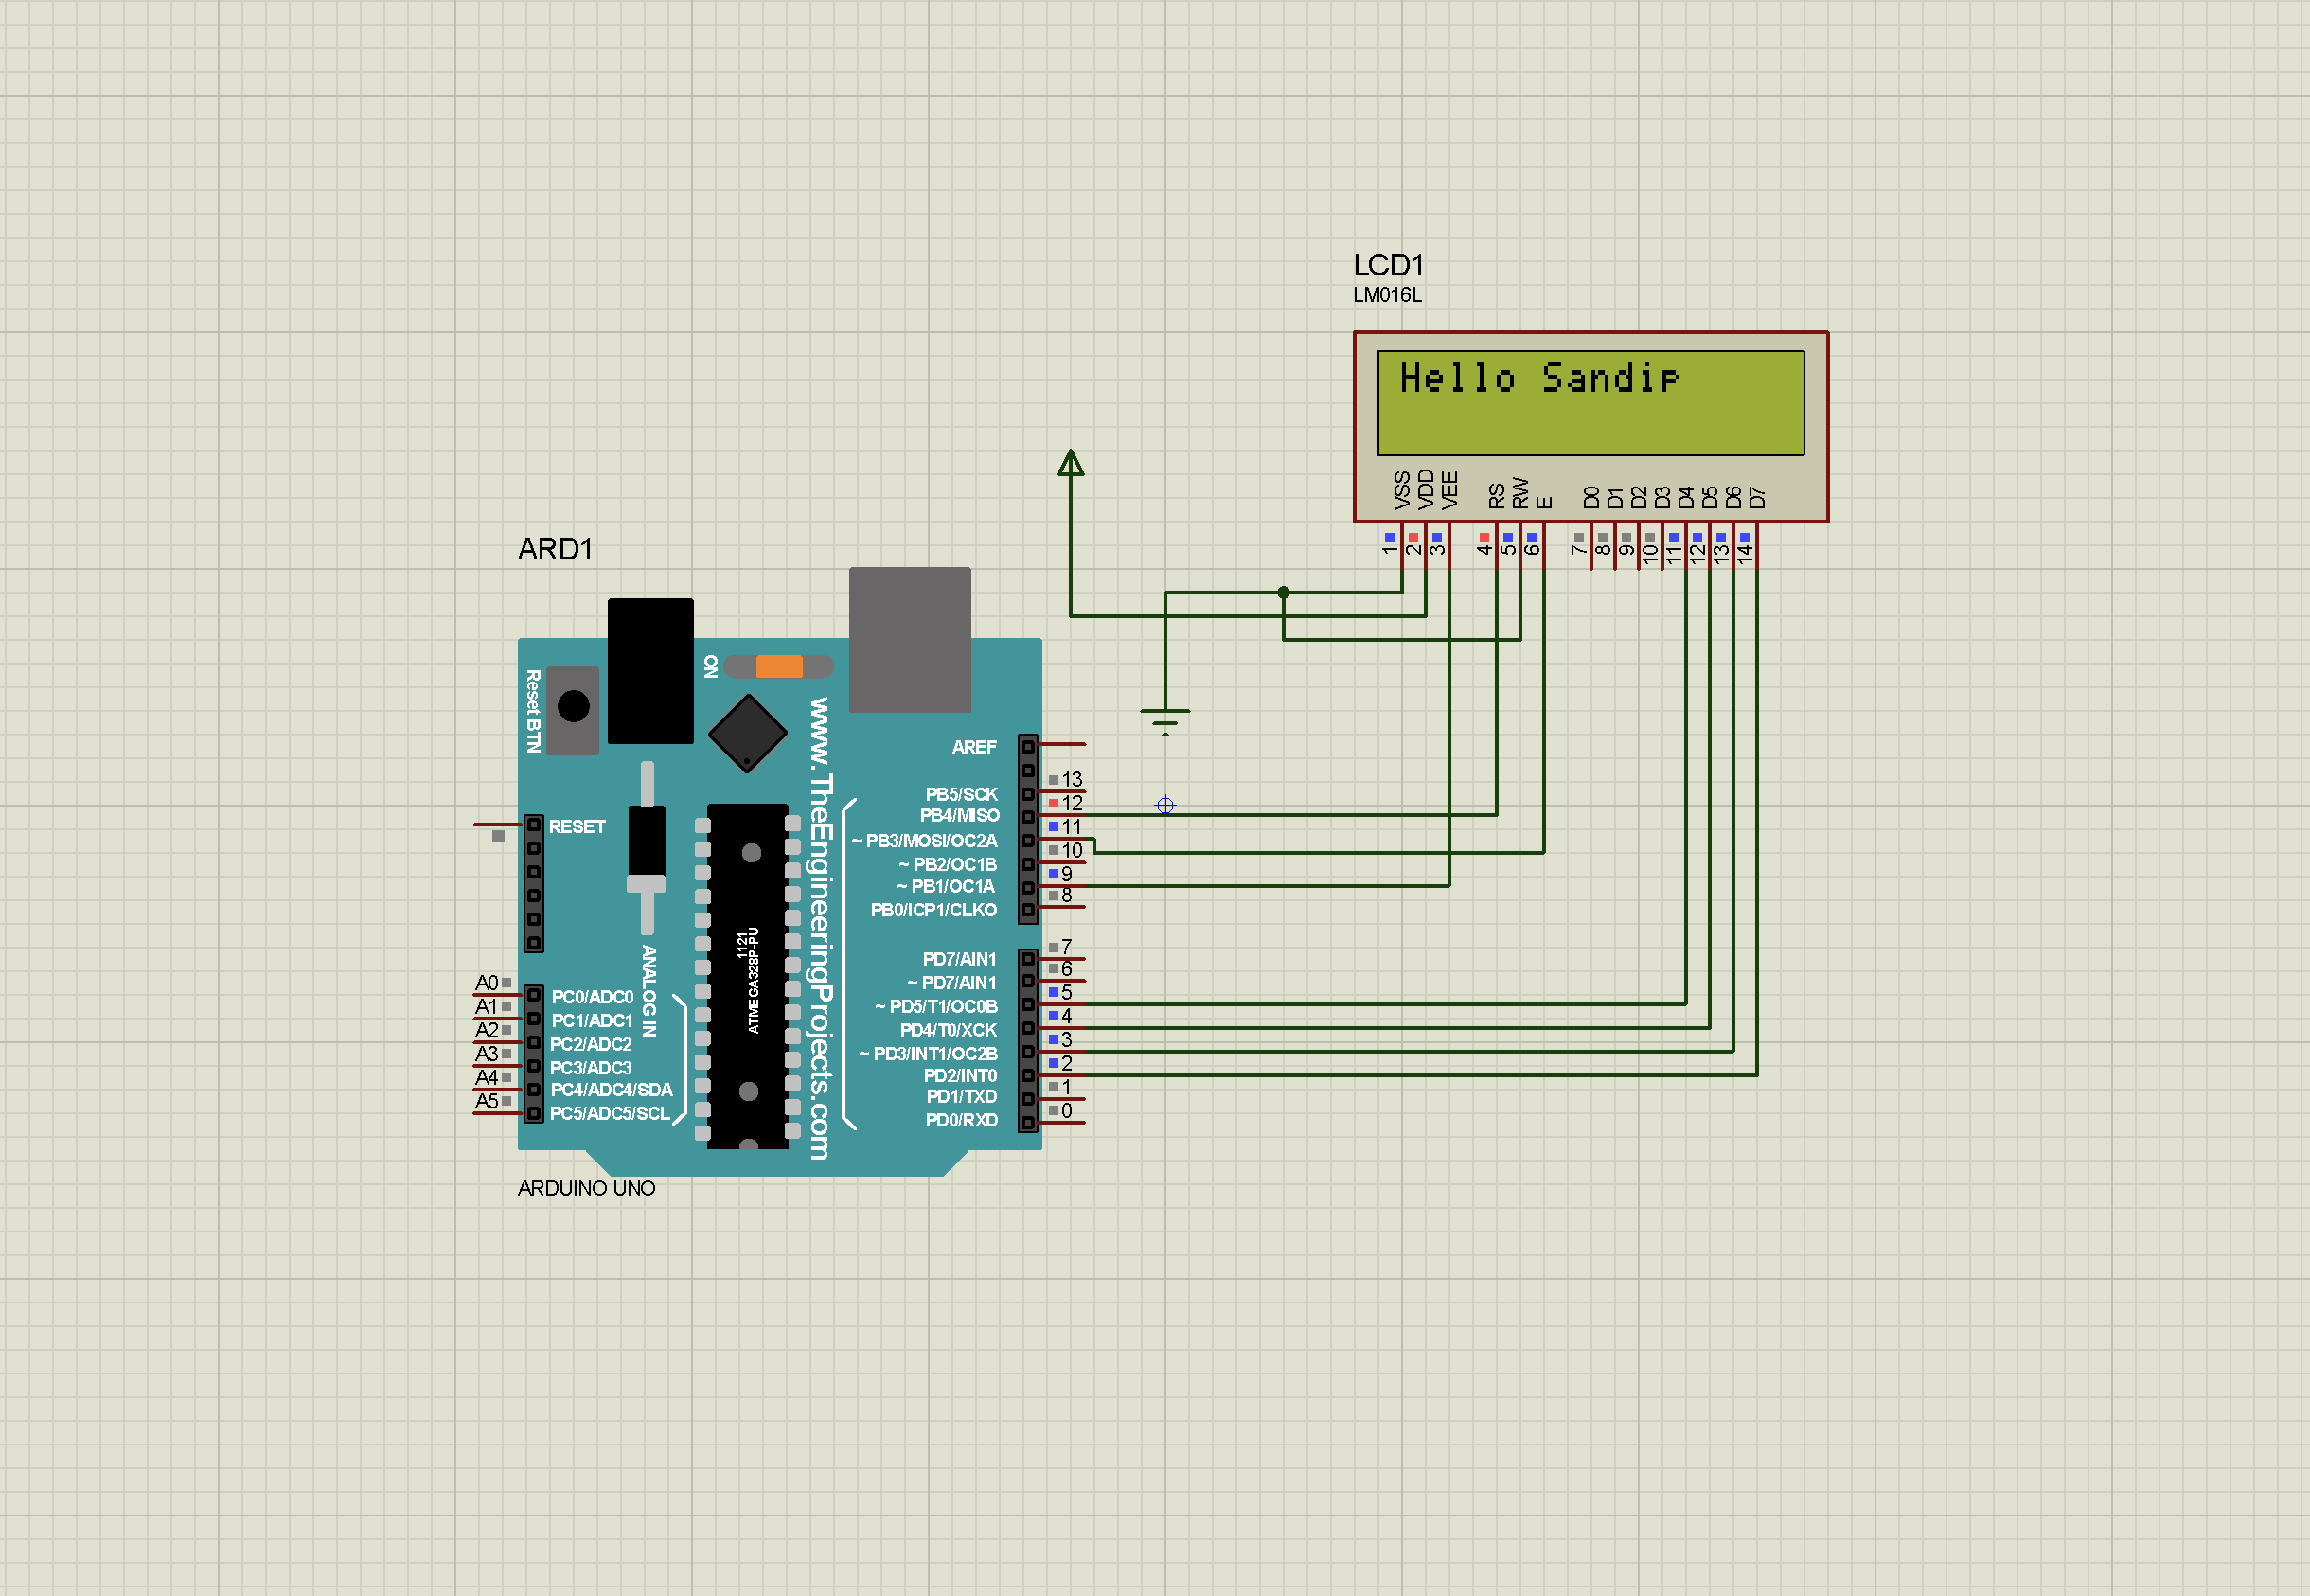 LCD1
LM016L
Hello Sandip
VSS
VDD
VEE
RS
RW
E
D0
D1
D2
D3
D4
D5
D6
D7
1
2
3
4
5
6
7
8
9
10
11
12
13
14
ARD1
Reset BTN
ON
www.TheEngineeringProjects.com
RESET
ANALOG IN
1121
ATMEGA328P-PU
A0 PC0/ADC0
A1 PC1/ADC1
A2 PC2/ADC2
A3 PC3/ADC3
A4 PC4/ADC4/SDA
A5 PC5/ADC5/SCL
AREF
PB5/SCK 13
PB4/MISO 12
~ PB3/MOSI/OC2A 11
~ PB2/OC1B 10
~ PB1/OC1A 9
PB0/ICP1/CLKO 8
PD7/AIN1 7
~ PD7/AIN1 6
~ PD5/T1/OC0B 5
PD4/T0/XCK 4
~ PD3/INT1/OC2B 3
PD2/INT0 2
PD1/TXD 1
PD0/RXD 0
ARDUINO UNO